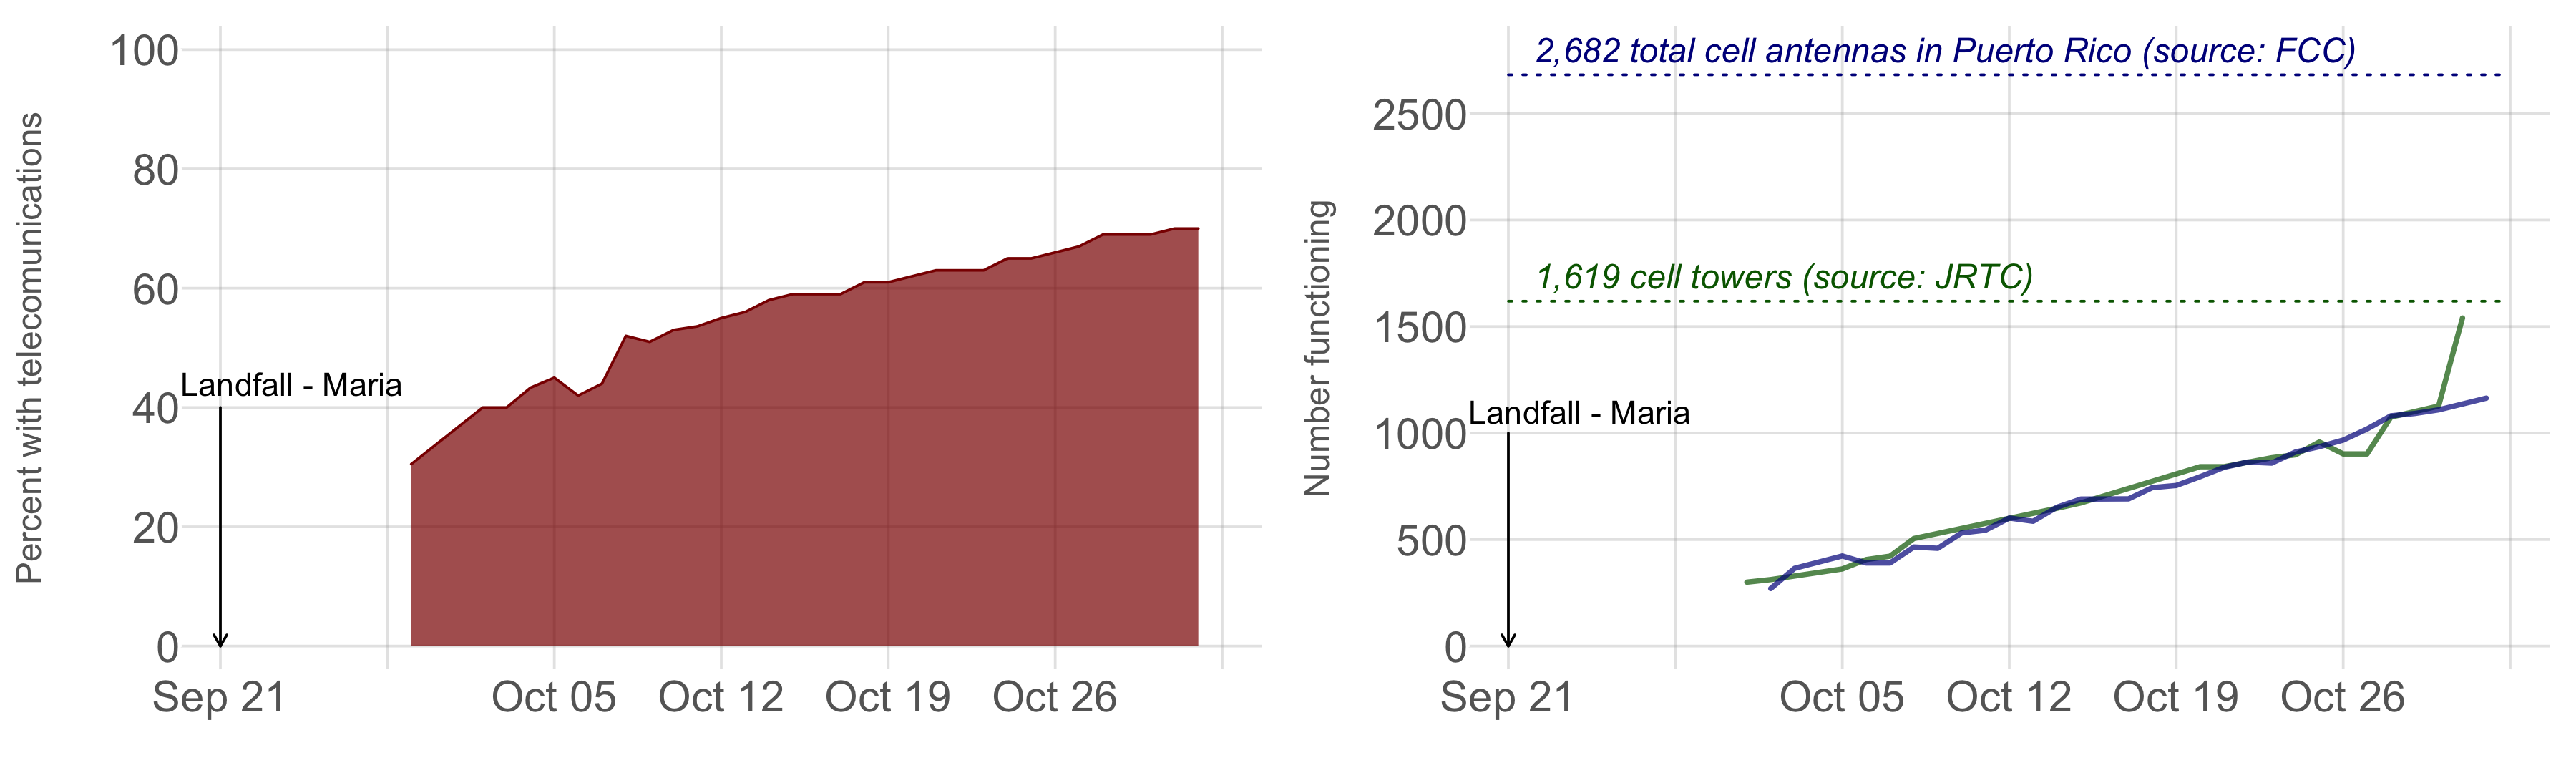 Percent with telecomunications
100
80
60
40
20
0
Landfall - Maria
Sep 21
Oct 05
Oct 12
Oct 19
Oct 26
Number functioning
2500
2000
1500
1000
500
0
2,682 total cell antennas in Puerto Rico (source: FCC)
1,619 cell towers (source: JRTC)
Landfall - Maria
Sep 21
Oct 05
Oct 12
Oct 19
Oct 26